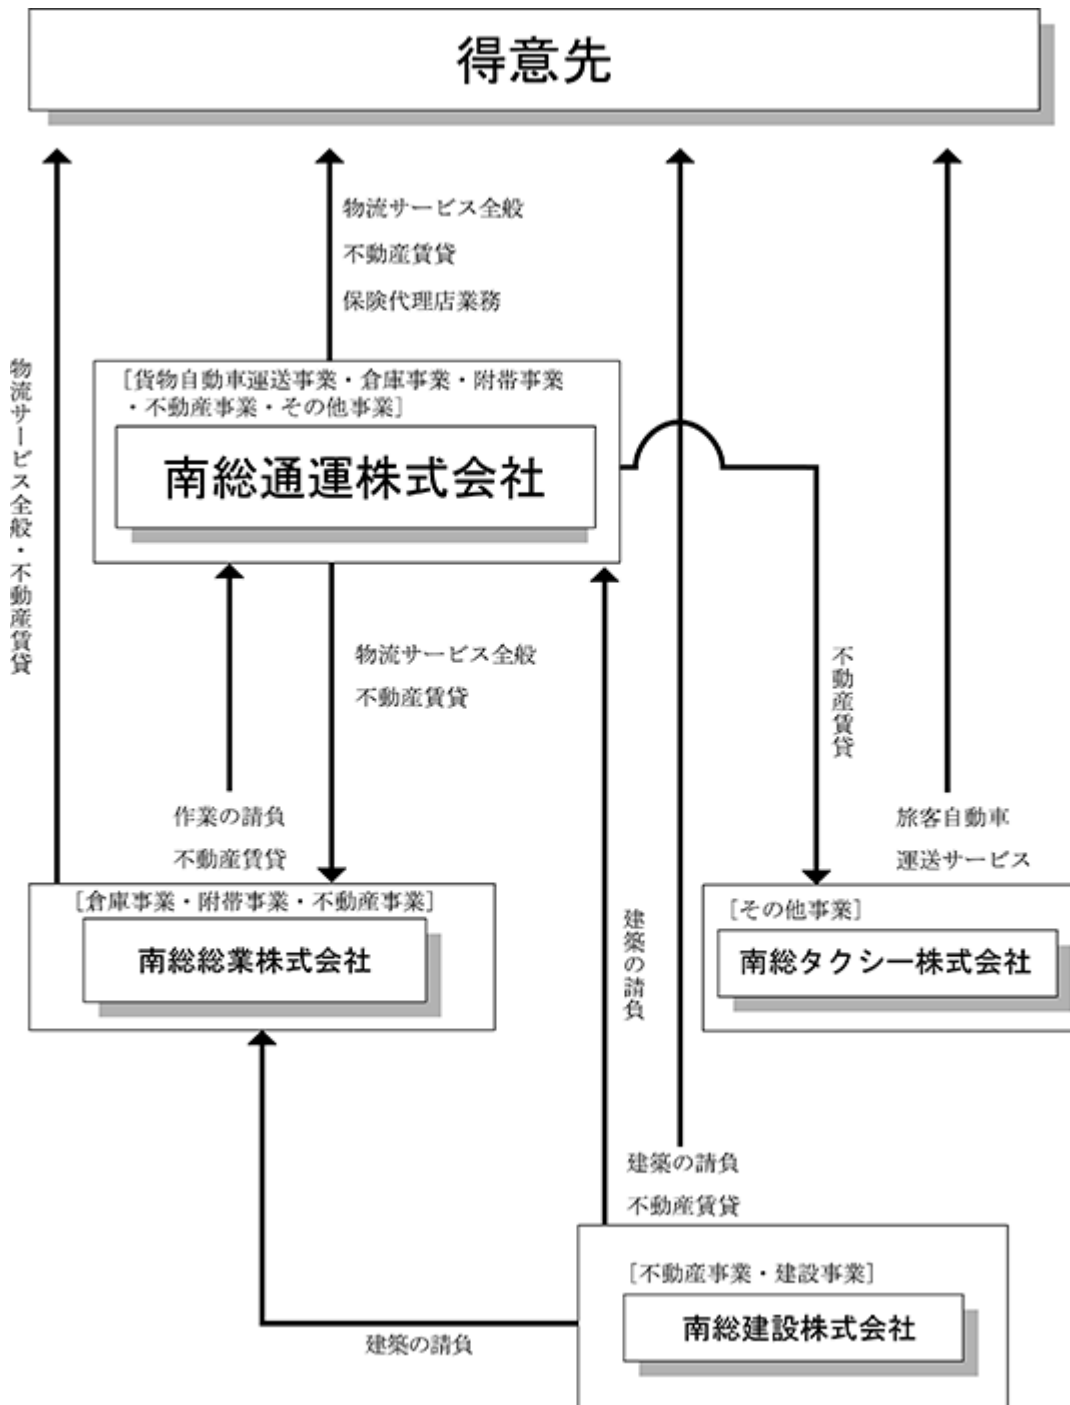 得意先
物流サービス全般
不動産賃貸
保険代理店業務
物流サービス全般・不動産賃貸
［貨物自動車運送事業・倉庫事業・附帯事業
・不動産事業・その他事業］
南総通運株式会社
物流サービス全般
不動産賃貸
不動産賃貸
作業の請負
不動産賃貸
旅客自動車
運送サービス
［倉庫事業・附帯事業・不動産事業］
南総総業株式会社
建築の請負
［その他事業］
南総タクシー株式会社
建築の請負
不動産賃貸
［不動産事業・建設事業］
南総建設株式会社
建築の請負